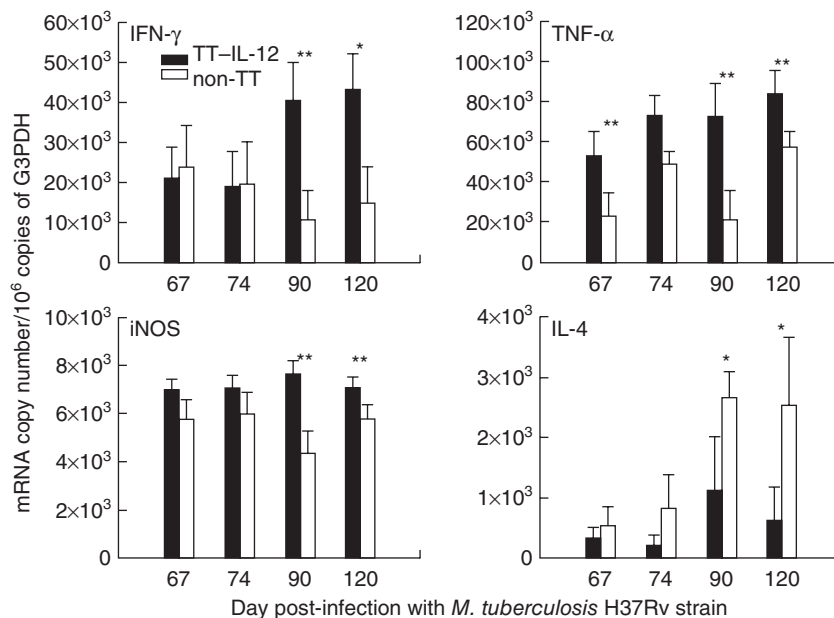 mRNA copy number/10⁶ copies of G3PDH
IFN-γ
TT–IL-12
non-TT
60×10³
50×10³
40×10³
30×10³
20×10³
10×10³
0
**
*
67 74 90 120
TNF-α
120×10³
100×10³
80×10³
60×10³
40×10³
20×10³
0
**
**
**
67 74 90 120
iNOS
10×10³
8×10³
6×10³
4×10³
2×10³
0
**
**
67 74 90 120
IL-4
4×10³
3×10³
2×10³
1×10³
0
*
*
67 74 90 120
Day post-infection with M. tuberculosis H37Rv strain